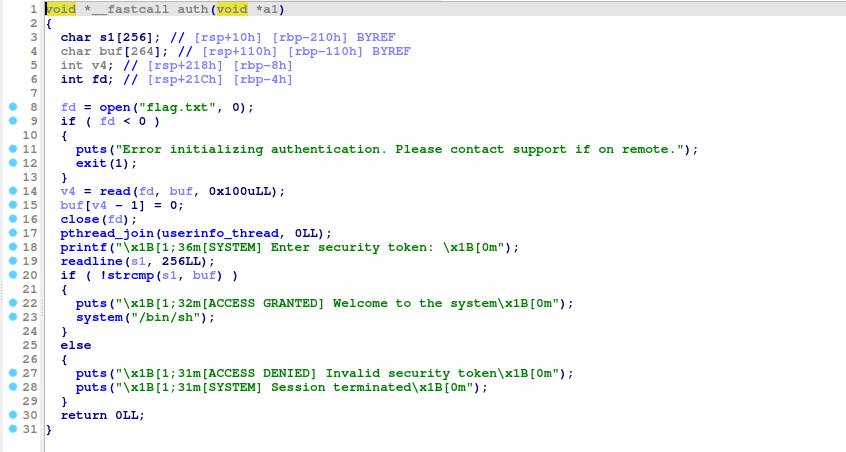 1 void *__fastcall auth(void *a1)
2 {
3 char s1[256]; // [rsp+10h] [rbp-210h] BYREF
4 char buf[264]; // [rsp+110h] [rbp-110h] BYREF
5 int v4; // [rsp+218h] [rbp-8h]
6 int fd; // [rsp+21Ch] [rbp-4h]
7
8 fd = open("flag.txt", 0);
9 if ( fd < 0 )
10 {
11 puts("Error initializing authentication. Please contact support if on remote.");
12 exit(1);
13 }
14 v4 = read(fd, buf, 0x100uLL);
15 buf[v4 - 1] = 0;
16 close(fd);
17 pthread_join(userinfo_thread, 0LL);
18 printf("\x1B[1;36m[SYSTEM] Enter security token: \x1B[0m");
19 readline(s1, 256LL);
20 if ( !strcmp(s1, buf) )
21 {
22 puts("\x1B[1;32m[ACCESS GRANTED] Welcome to the system\x1B[0m");
23 system("/bin/sh");
24 }
25 else
26 {
27 puts("\x1B[1;31m[ACCESS DENIED] Invalid security token\x1B[0m");
28 puts("\x1B[1;31m[SYSTEM] Session terminated\x1B[0m");
29 }
30 return 0LL;
31 }